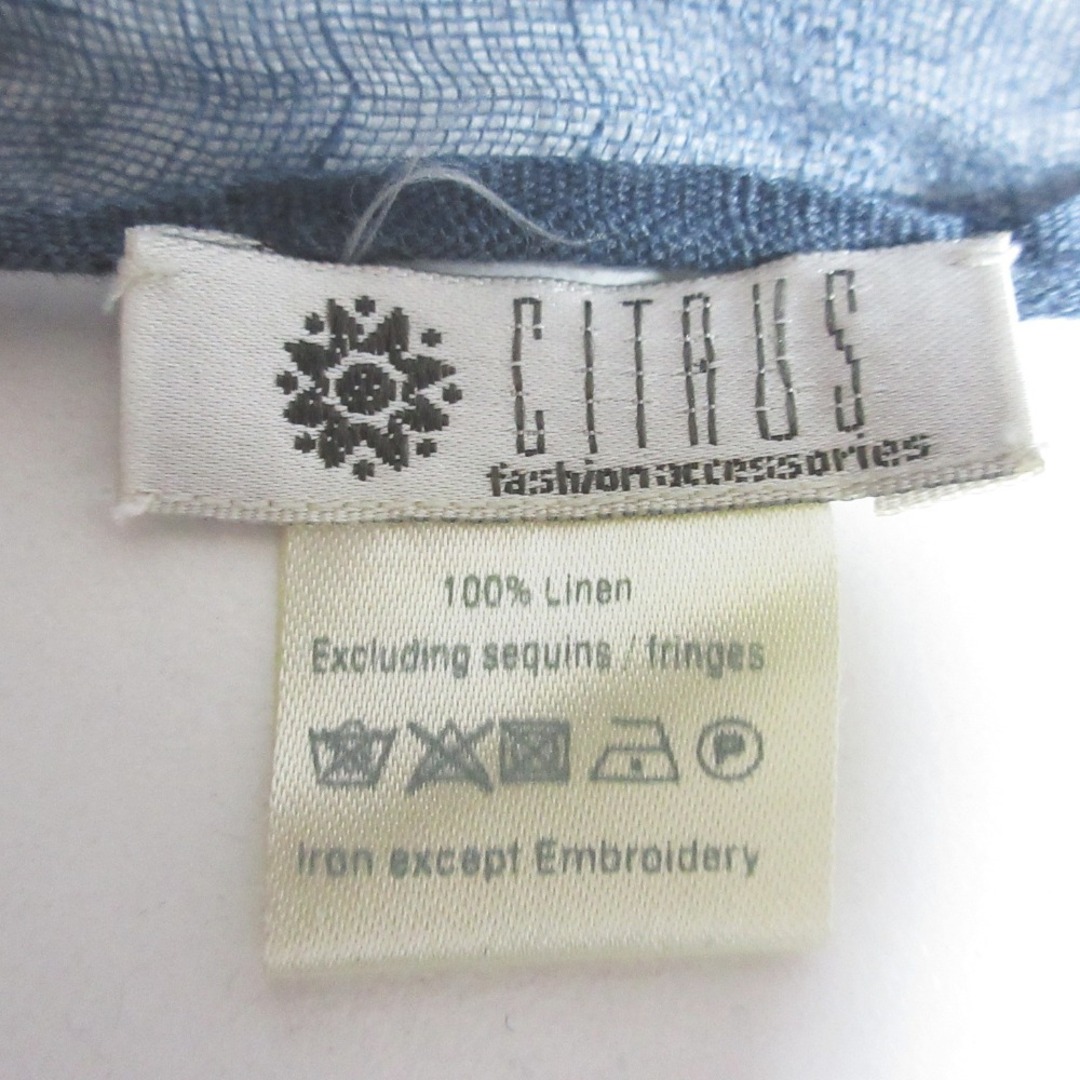 CITRUS
fashion accessories
100% Linen
Excluding sequins / fringes
P
Iron except Embroidery